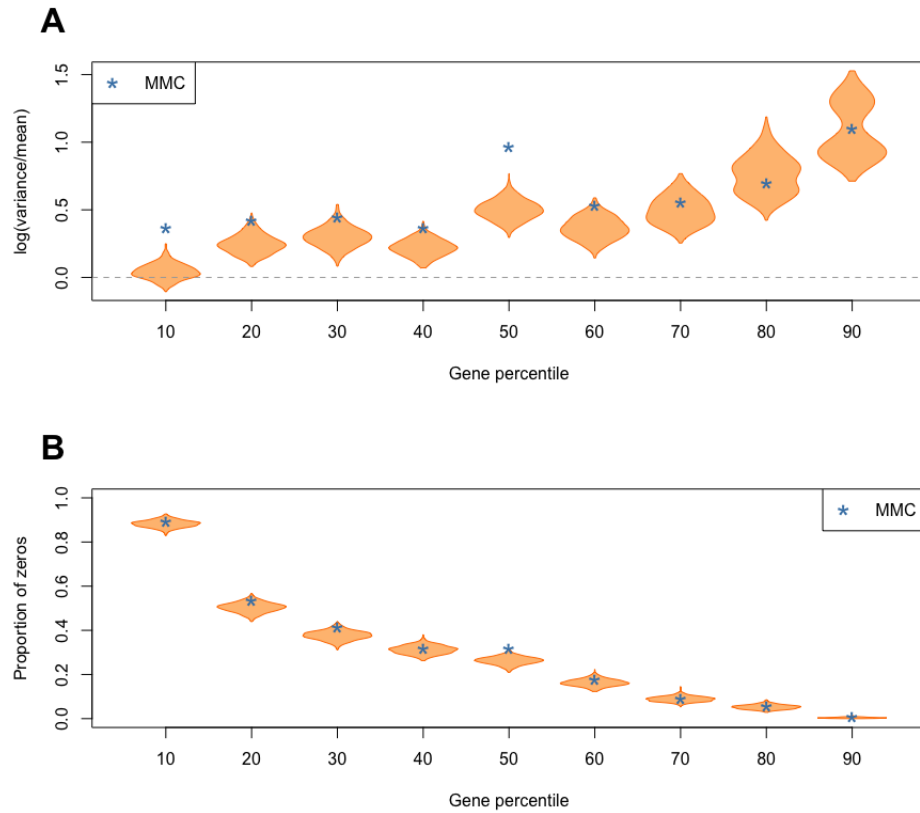 A
MMC
log(variance/mean)
1.5
1.0
0.5
0.0
10 20 30 40 50 60 70 80 90
Gene percentile
B
MMC
Proportion of zeros
1.0
0.8
0.6
0.4
0.2
0.0
10 20 30 40 50 60 70 80 90
Gene percentile